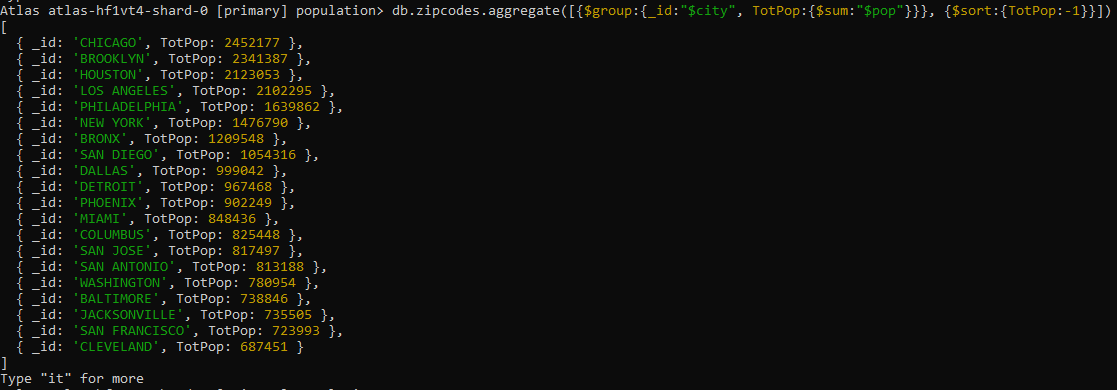 Atlas atlas-hf1vt4-shard-0 [primary] population> db.zipcodes.aggregate([{$group:{_id:"$city", TotPop:{$sum:"$pop"}}}, {$sort:{TotPop:-1}}])
[
  { _id: 'CHICAGO', TotPop: 2452177 },
  { _id: 'BROOKLYN', TotPop: 2341387 },
  { _id: 'HOUSTON', TotPop: 2123053 },
  { _id: 'LOS ANGELES', TotPop: 2102295 },
  { _id: 'PHILADELPHIA', TotPop: 1639862 },
  { _id: 'NEW YORK', TotPop: 1476790 },
  { _id: 'BRONX', TotPop: 1209548 },
  { _id: 'SAN DIEGO', TotPop: 1054316 },
  { _id: 'DALLAS', TotPop: 999042 },
  { _id: 'DETROIT', TotPop: 967468 },
  { _id: 'PHOENIX', TotPop: 902249 },
  { _id: 'MIAMI', TotPop: 848436 },
  { _id: 'COLUMBUS', TotPop: 825448 },
  { _id: 'SAN JOSE', TotPop: 817497 },
  { _id: 'SAN ANTONIO', TotPop: 813188 },
  { _id: 'WASHINGTON', TotPop: 780954 },
  { _id: 'BALTIMORE', TotPop: 738846 },
  { _id: 'JACKSONVILLE', TotPop: 735505 },
  { _id: 'SAN FRANCISCO', TotPop: 723993 },
  { _id: 'CLEVELAND', TotPop: 687451 }
]
Type "it" for more